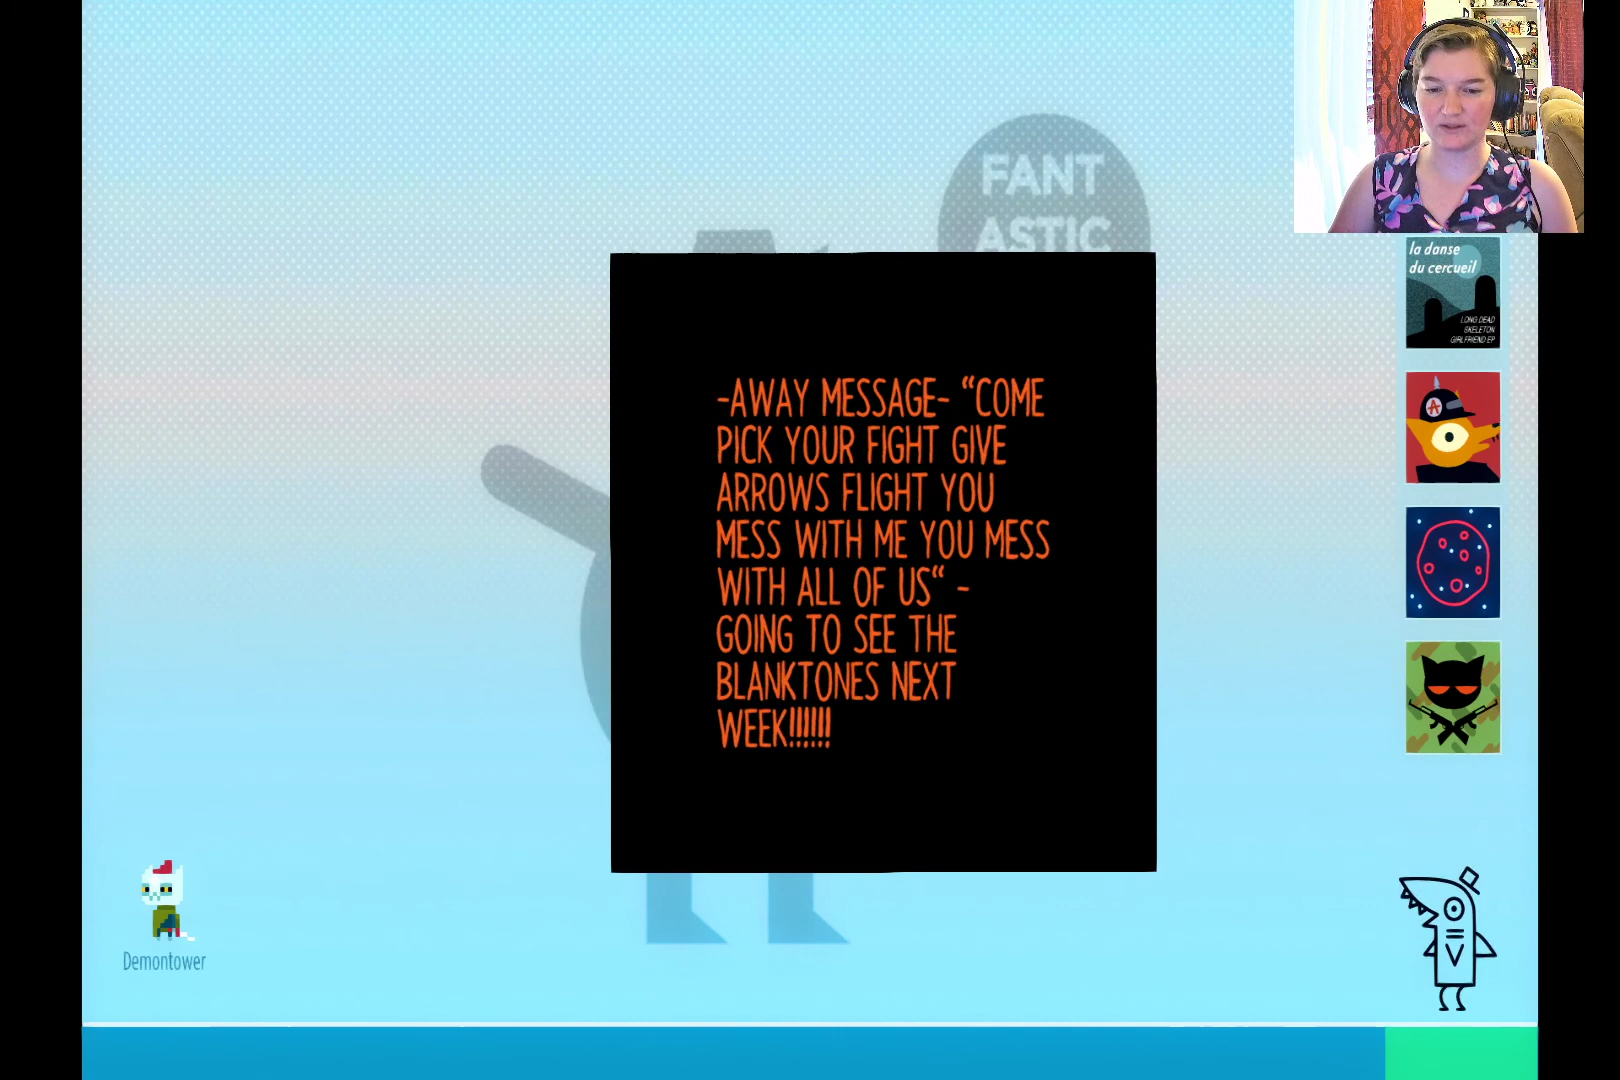 FANT
ASTIC
la danse
du cercueil
LONG DEAD
SKELETON
GIRLFRIEND EP
A
-AWAY MESSAGE- “COME
PICK YOUR FIGHT GIVE
ARROWS FLIGHT YOU
MESS WITH ME YOU MESS
WITH ALL OF US“ -
GOING TO SEE THE
BLANKTONES NEXT
WEEK!!!!!!
Demontower